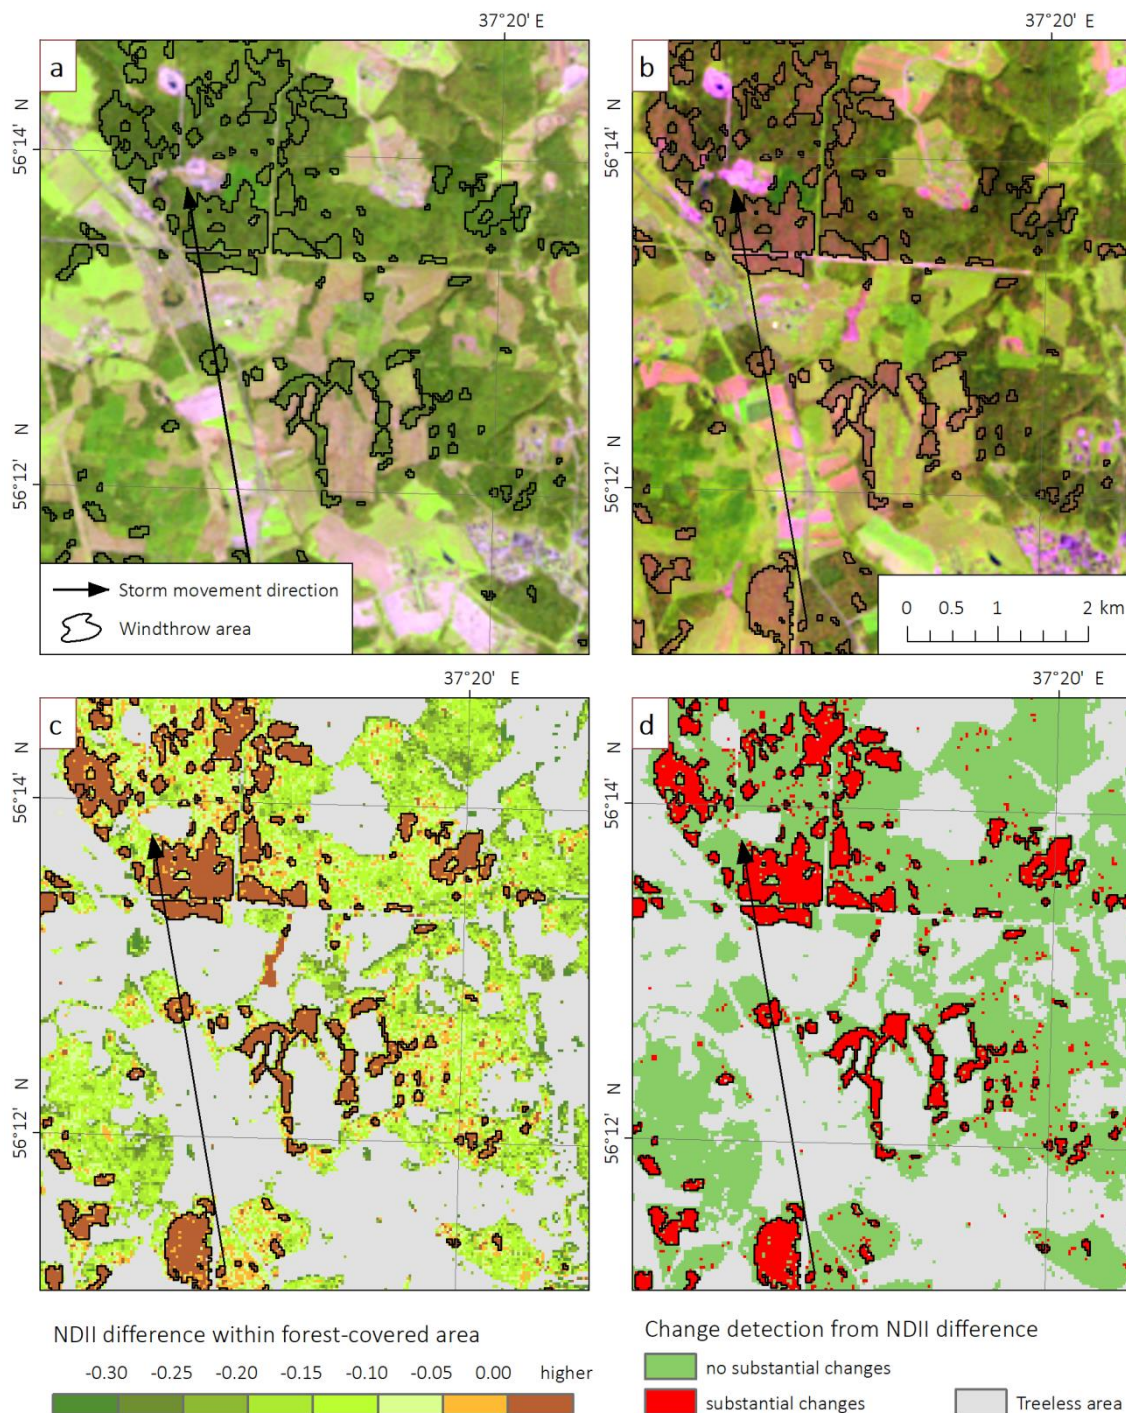 37°20' E
37°20' E
a
b
56°14' N
56°14' N
56°12' N
56°12' N
Storm movement direction
Windthrow area
0 0.5 1 2 km
37°20' E
37°20' E
c
d
56°14' N
56°14' N
56°12' N
56°12' N
NDII difference within forest-covered area
-0.30 -0.25 -0.20 -0.15 -0.10 -0.05 0.00 higher
Change detection from NDII difference
no substantial changes
substantial changes
Treeless area